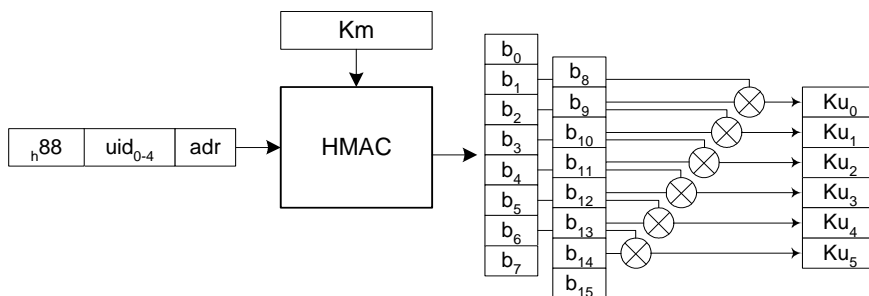 Km
ₕ88 uid₀₋₄ adr
HMAC
b₀
b₁
b₂
b₃
b₄
b₅
b₆
b₇
b₈
b₉
b₁₀
b₁₁
b₁₂
b₁₃
b₁₄
b₁₅
Ku₀
Ku₁
Ku₂
Ku₃
Ku₄
Ku₅